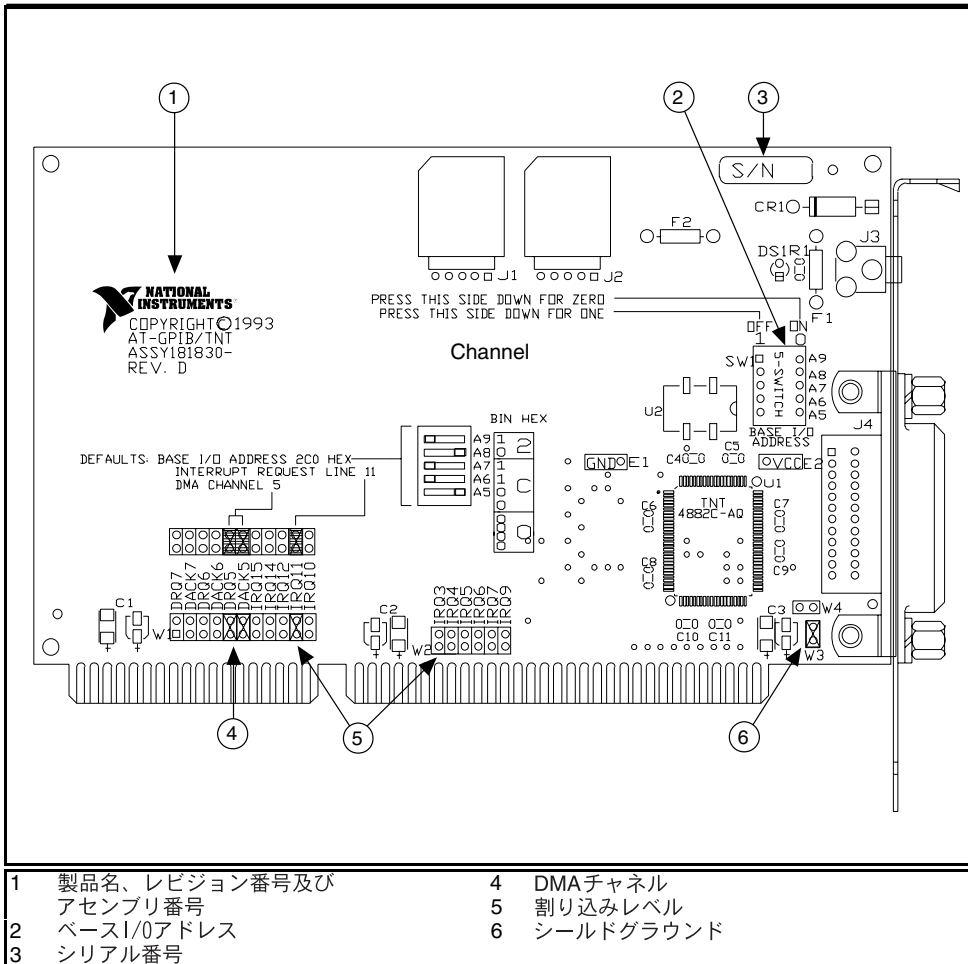 1
2
3
S/N
CR1
F2
DS1
R1
J3
J1
J2
F1
NATIONAL
INSTRUMENTS
COPYRIGHT©1993
AT-GPIB/TNT
ASSY181830-
REV. D
PRESS THIS SIDE DOWN FOR ZERO
PRESS THIS SIDE DOWN FOR ONE
OFF ON
1 0
Channel
SW1
5-SWITCH
A9
A8
A7
A6
A5
BASE I/O
ADDRESS
U2
J4
BIN HEX
A9 1
A8 0
A7 1
A6 1
A5 0
0
0
0
0
0
2
C
0
DEFAULTS: BASE I/O ADDRESS 2C0 HEX
INTERRUPT REQUEST LINE 11
DMA CHANNEL 5
GND E1
C4
C5
VCC E2
U1
TNT
4882C-AQ
C6
C7
C8
C9
DRQ7
DACK7
DRQ6
DACK6
DRQ5
DACK5
IRQ15
IRQ14
IRQ12
IRQ11
IRQ10
C1
W1
C2
W2
IRQ3
IRQ4
IRQ5
IRQ6
IRQ7
IRQ9
C10
C11
C3
W4
W3
4
5
6
1 製品名、レビジョン番号及び
アセンブリ番号
2 ベースI/Oアドレス
3 シリアル番号
4 DMAチャネル
5 割り込みレベル
6 シールドグラウンド